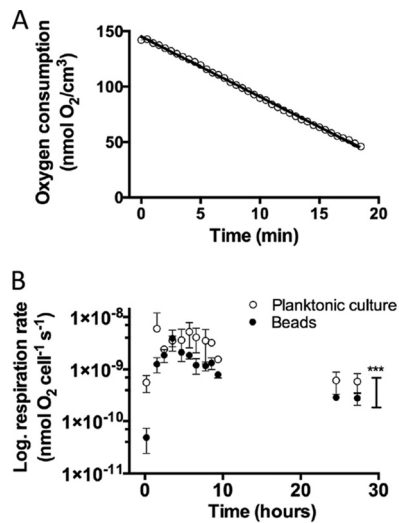 A
Oxygen consumption
(nmol O₂/cm³)
150
100
50
0
0 5 10 15 20
Time (min)
B
Log. respiration rate
(nmol O₂ cell⁻¹ s⁻¹)
1×10⁻⁸
1×10⁻⁹
1×10⁻¹⁰
1×10⁻¹¹
Planktonic culture
Beads
***
0 10 20 30
Time (hours)